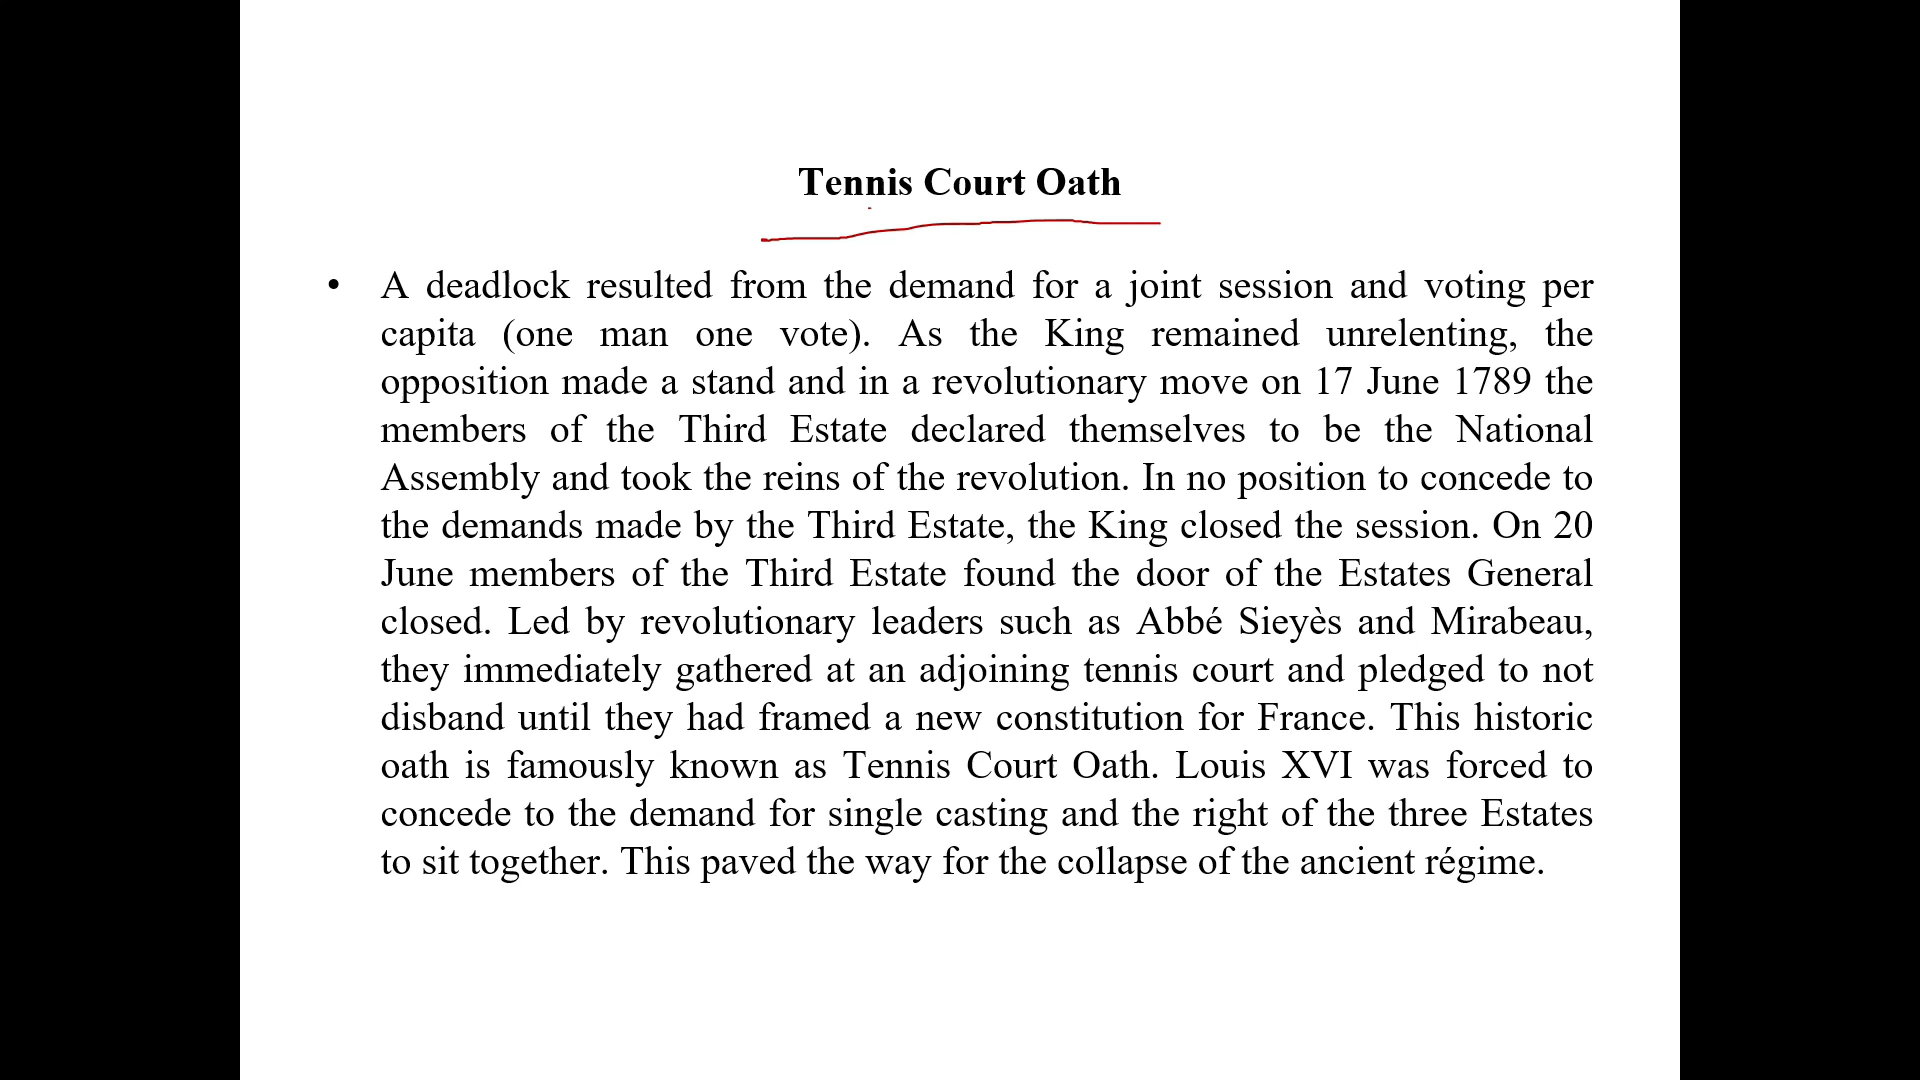 Tennis Court Oath
• A deadlock resulted from the demand for a joint session and voting per
capita (one man one vote). As the King remained unrelenting, the
opposition made a stand and in a revolutionary move on 17 June 1789 the
members of the Third Estate declared themselves to be the National
Assembly and took the reins of the revolution. In no position to concede to
the demands made by the Third Estate, the King closed the session. On 20
June members of the Third Estate found the door of the Estates General
closed. Led by revolutionary leaders such as Abbé Sieyès and Mirabeau,
they immediately gathered at an adjoining tennis court and pledged to not
disband until they had framed a new constitution for France. This historic
oath is famously known as Tennis Court Oath. Louis XVI was forced to
concede to the demand for single casting and the right of the three Estates
to sit together. This paved the way for the collapse of the ancient régime.